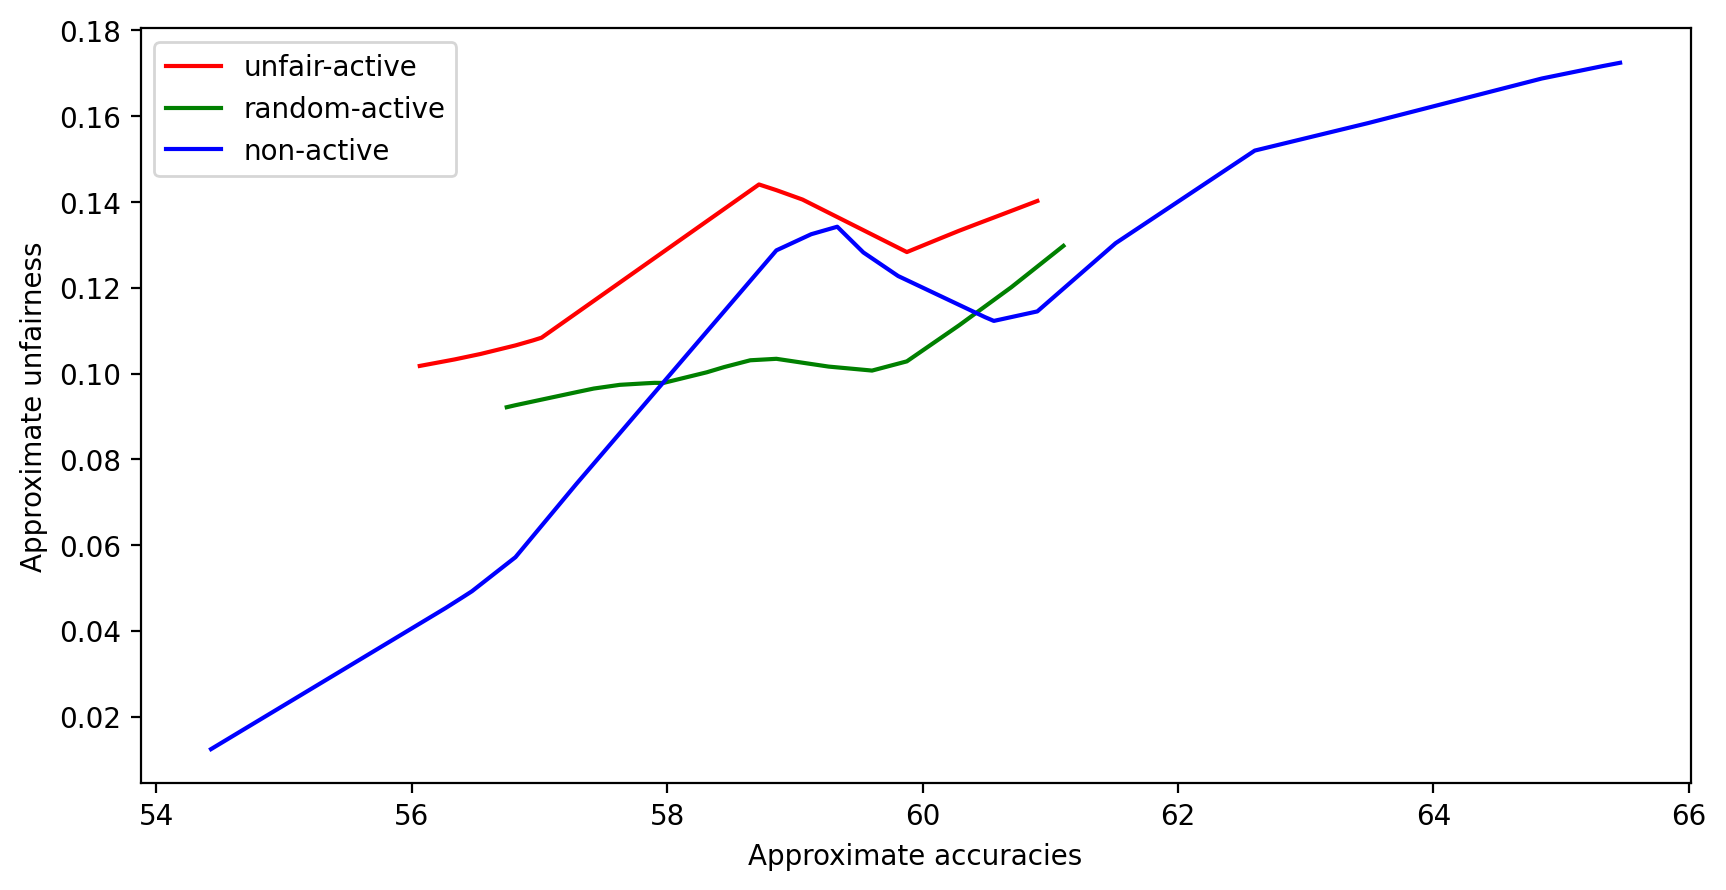 0.18
0.16
0.14
0.12
0.10
0.08
0.06
0.04
0.02
Approximate unfairness
unfair-active
random-active
non-active
54 56 58 60 62 64 66
Approximate accuracies